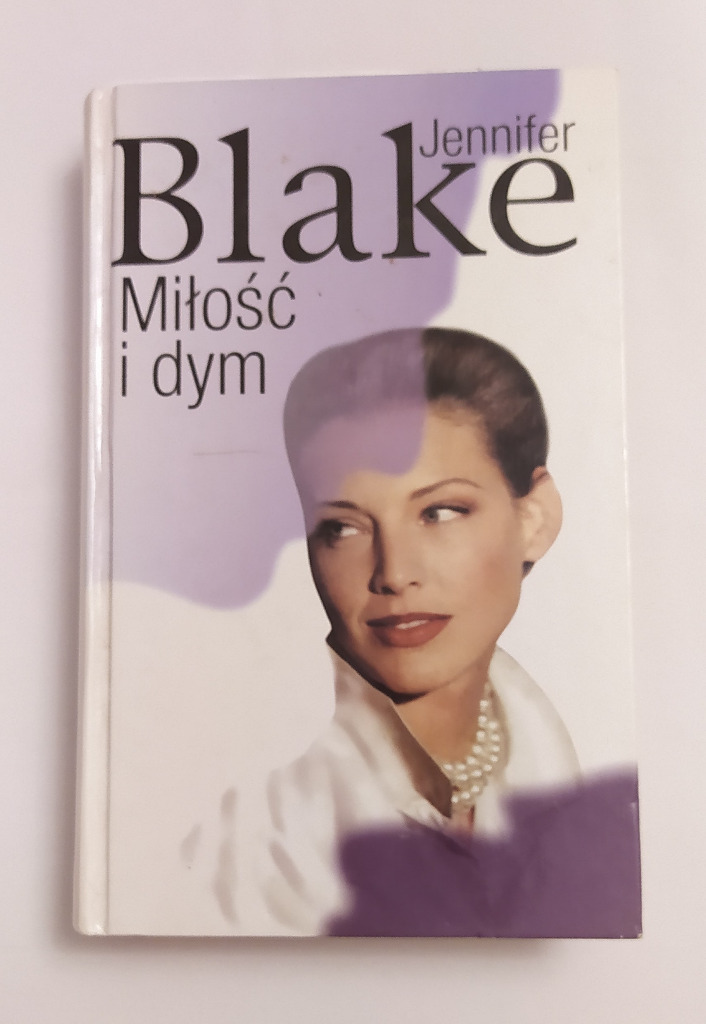 Jennifer
Blake
Miłość
i dym